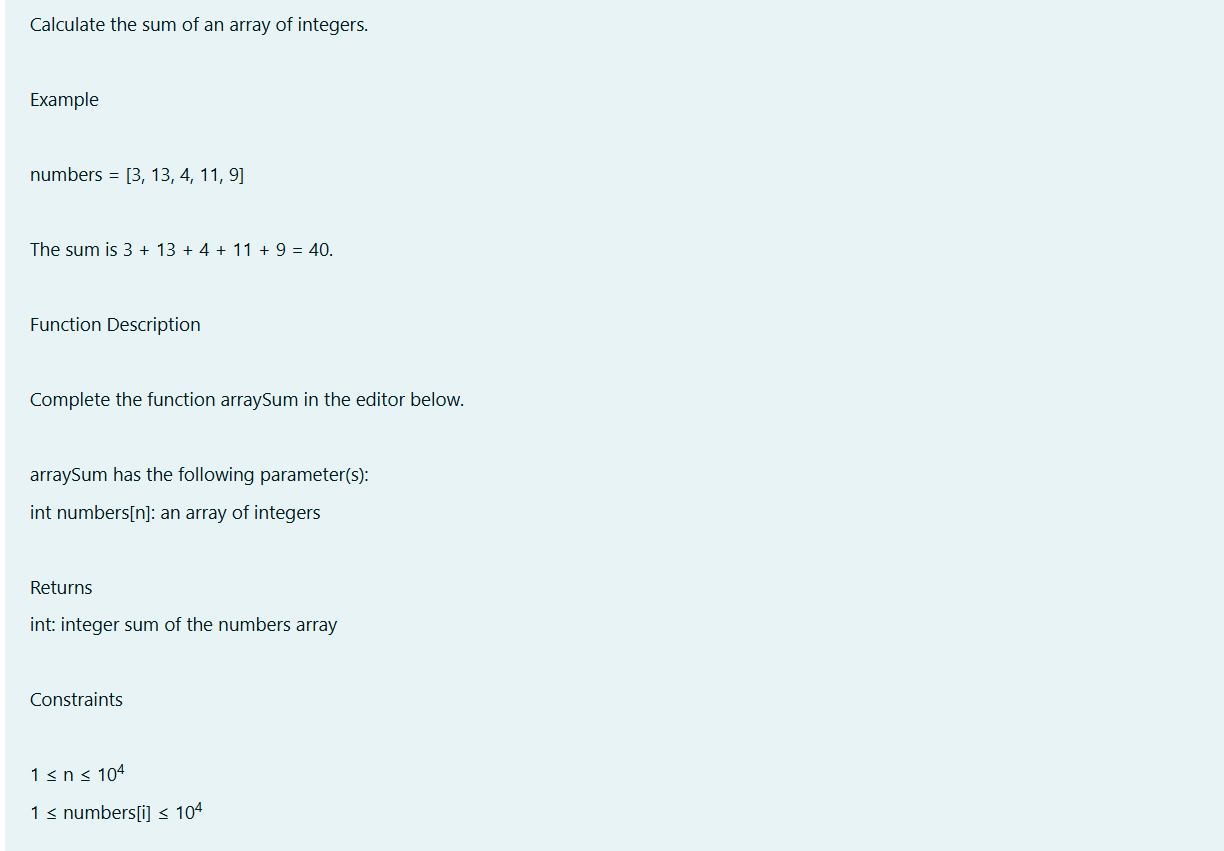 Calculate the sum of an array of integers.
Example
numbers = [3, 13, 4, 11, 9]
The sum is 3 + 13 + 4 + 11 + 9 = 40.
Function Description
Complete the function arraySum in the editor below.
arraySum has the following parameter(s):
int numbers[n]: an array of integers
Returns
int: integer sum of the numbers array
Constraints
1 ≤ n ≤ 10⁴
1 ≤ numbers[i] ≤ 10⁴